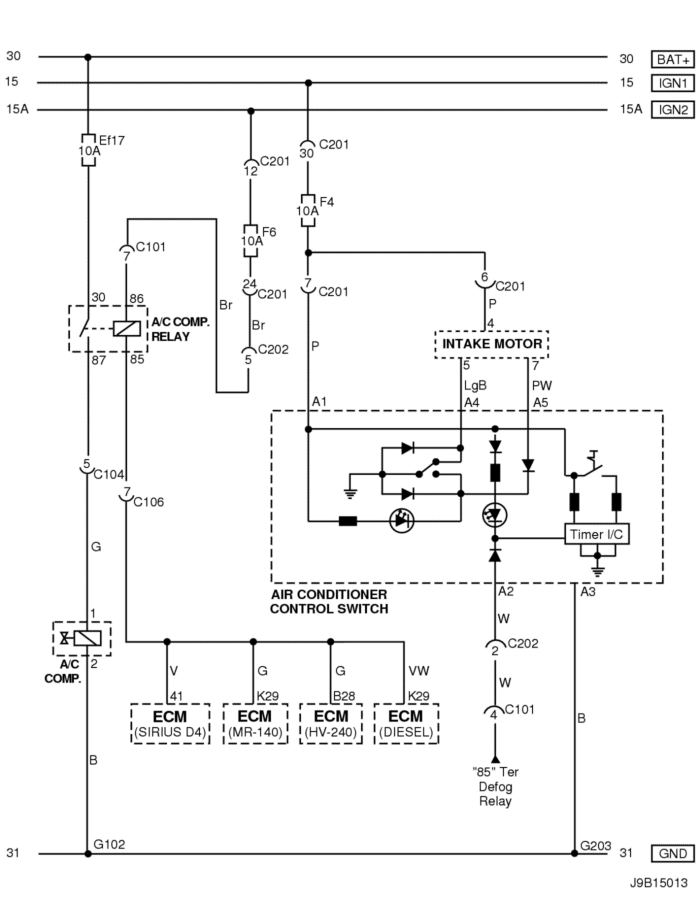 30 30 BAT+
15 15 IGN1
15A 15A IGN2
Ef17
10A
C201
12
C201
30
F4
10A
F6
10A
C101
7
24
C201
7
C201
6
C201
30 86
Br
Br
P
P
4
A/C COMP.
RELAY
C202
5
INTAKE MOTOR
87 85
5 7
LgB PW
A1 A4 A5
5
C104
7
C106
G
Timer I/C
AIR CONDITIONER
CONTROL SWITCH
A2 A3
1
W
A/C
COMP.
2
C202
2
V G G VW
W
41 K29 B28 K29
ECM ECM ECM ECM
(SIRIUS D4) (MR-140) (HV-240) (DIESEL)
C101
4
B
B
"85" Ter
Defog
Relay
G102 G203
31 31 GND
J9B15013